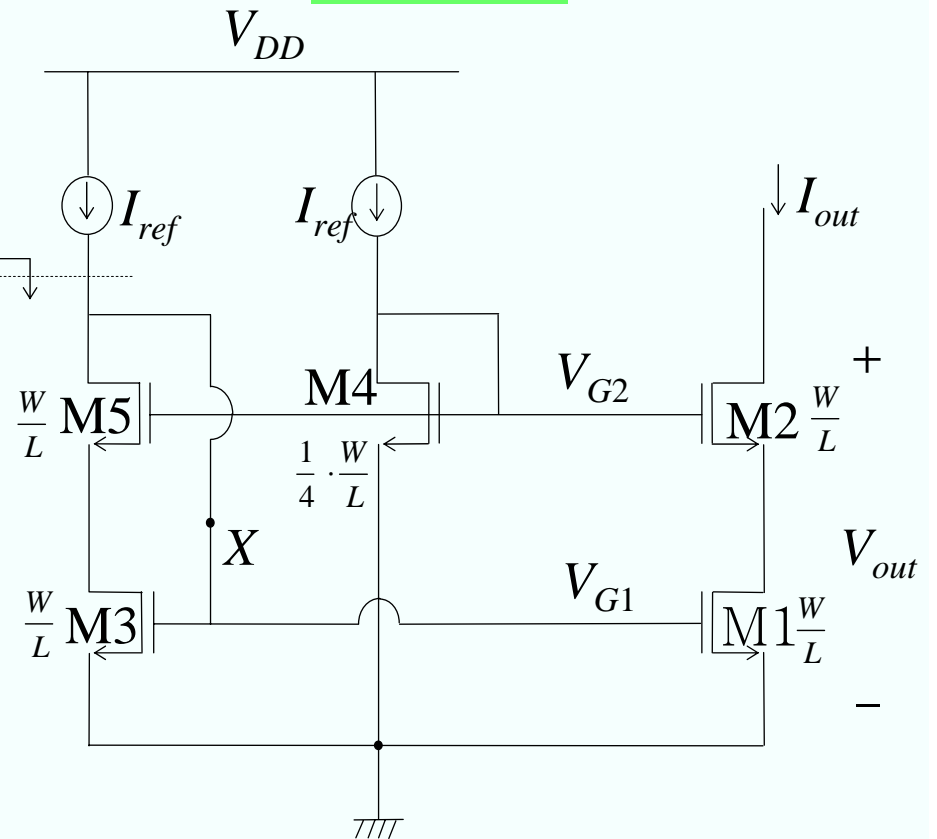 V_DD
I_ref
I_ref
I_out
+
W/L M5
M4
1/4 · W/L
V_G2
M2 W/L
X
V_out
W/L M3
V_G1
M1 W/L
−